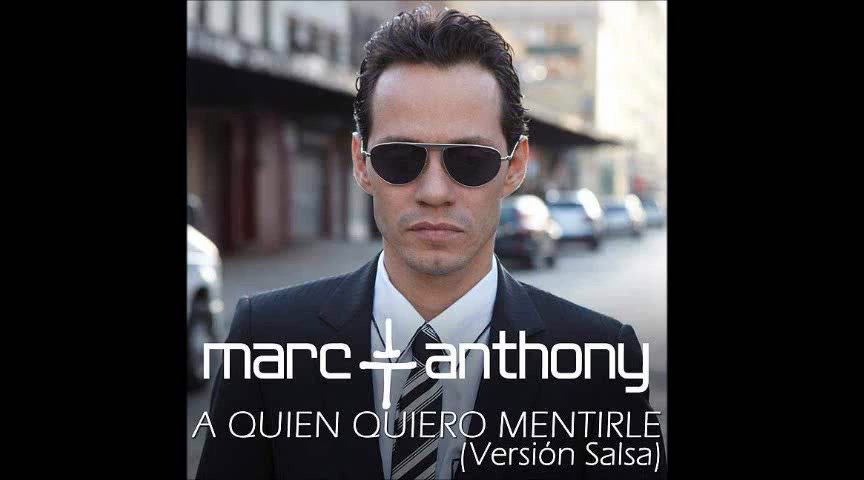 marc anthony
A QUIEN QUIERO MENTIRLE
(Versión Salsa)